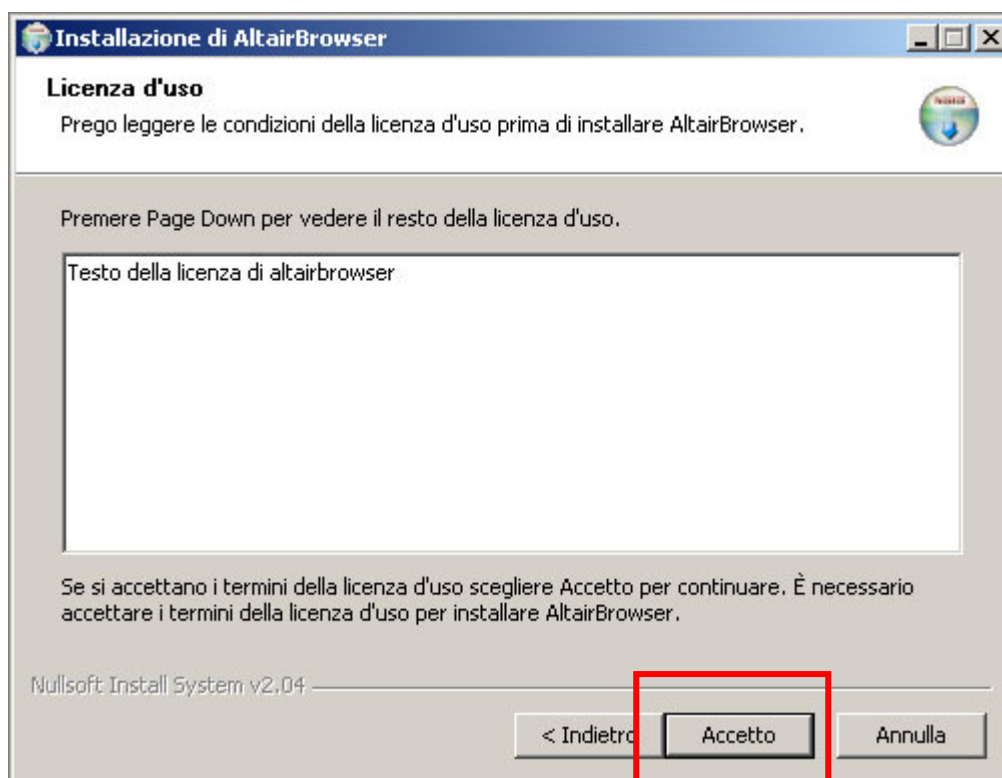 Installazione di AltairBrowser
Licenza d'uso
Prego leggere le condizioni della licenza d'uso prima di installare AltairBrowser.
Premere Page Down per vedere il resto della licenza d'uso.
Testo della licenza di altairbrowser
Se si accettano i termini della licenza d'uso scegliere Accetto per continuare. È necessario
accettare i termini della licenza d'uso per installare AltairBrowser.
Nullsoft Install System v2.04
< Indietro Accetto Annulla